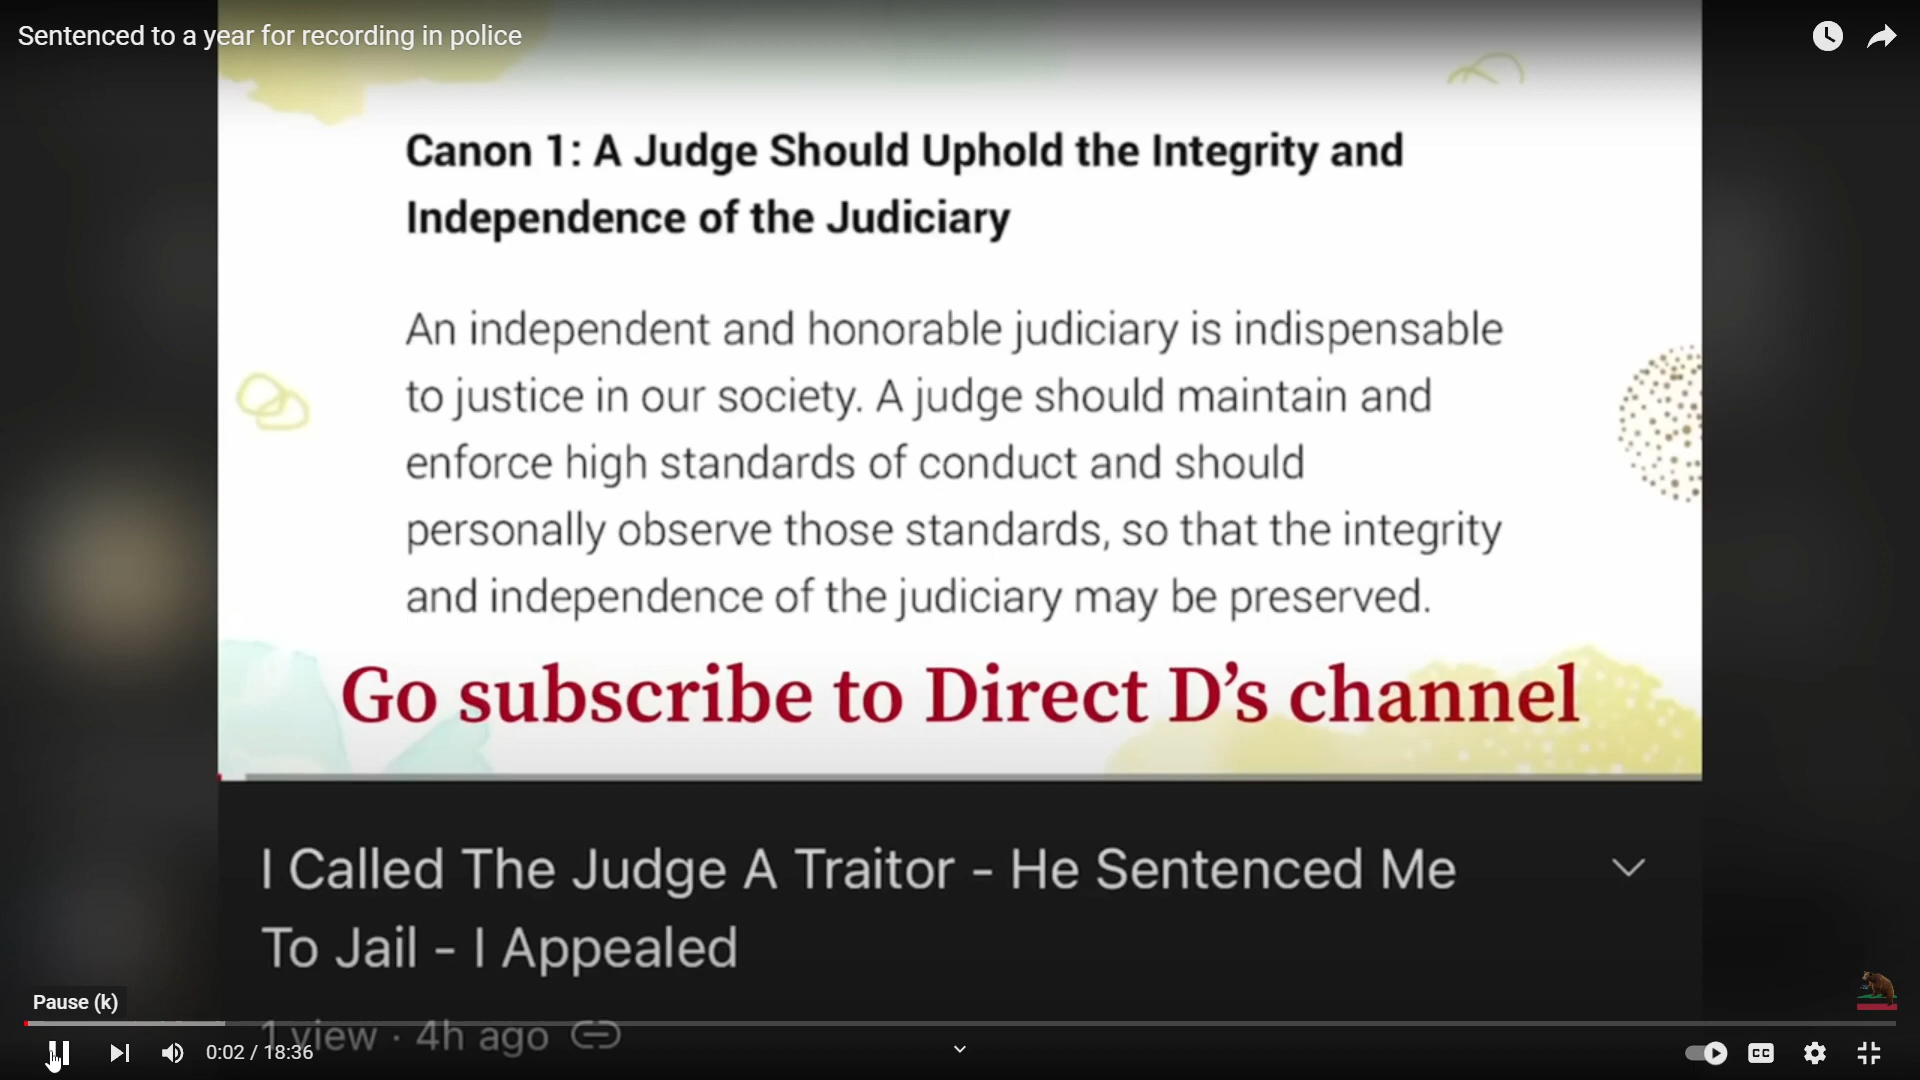 Sentenced to a year for recording in police
Canon 1: A Judge Should Uphold the Integrity and
Independence of the Judiciary
An independent and honorable judiciary is indispensable
to justice in our society. A judge should maintain and
enforce high standards of conduct and should
personally observe those standards, so that the integrity
and independence of the judiciary may be preserved.
Go subscribe to Direct D’s channel
I Called The Judge A Traitor - He Sentenced Me
To Jail - I Appealed
Pause (k)
1 view · 4h ago
0:02 / 18:36
CC